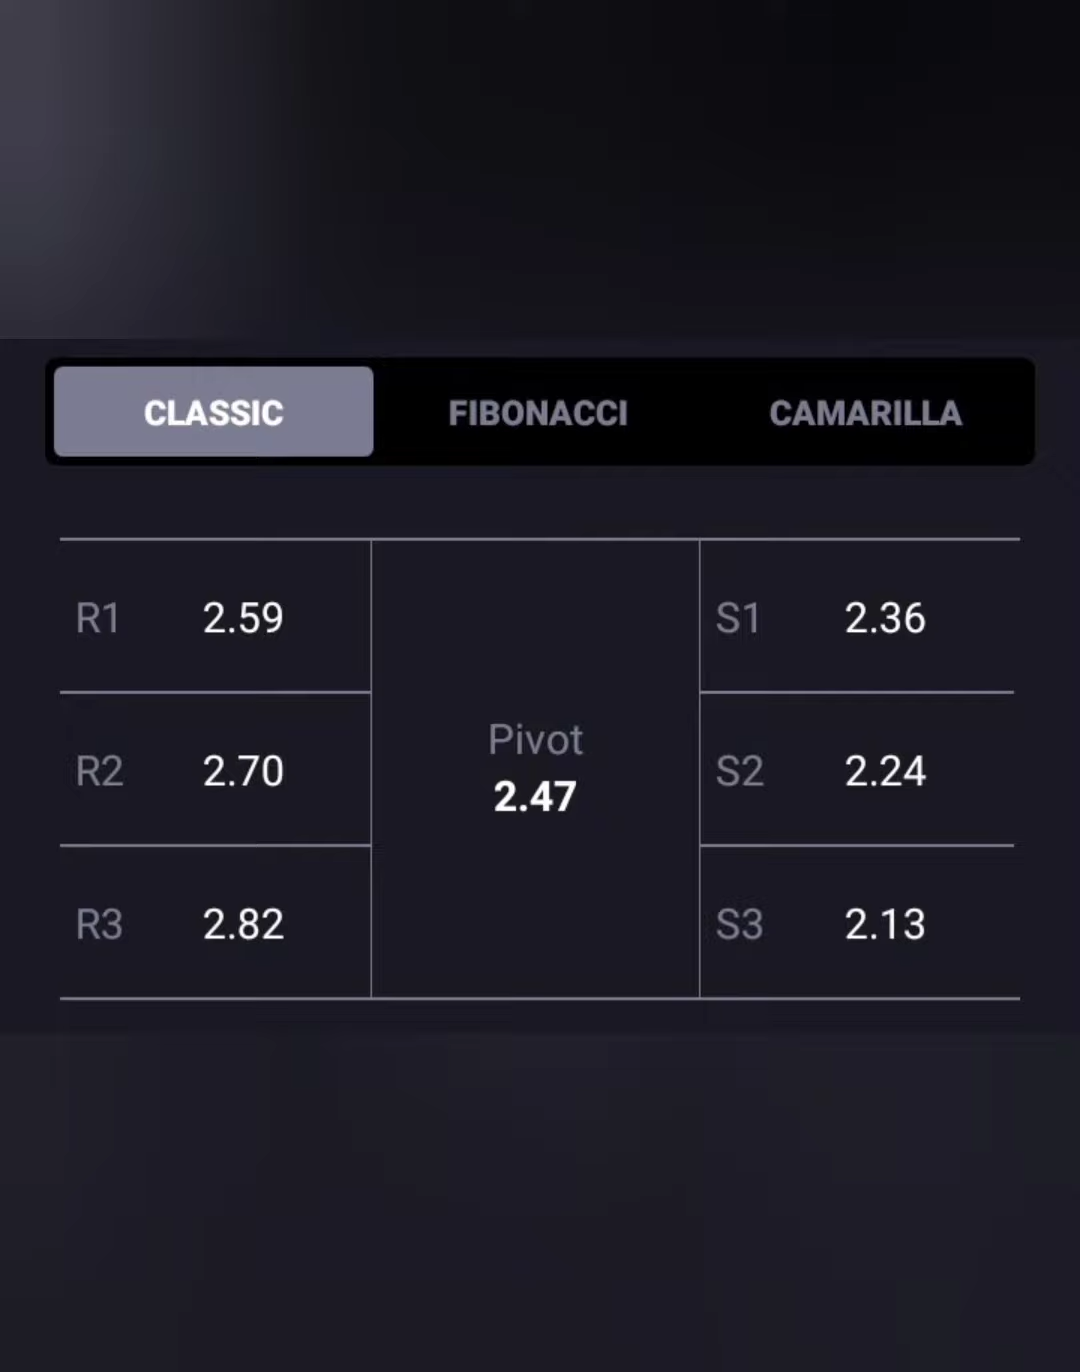 CLASSIC FIBONACCI CAMARILLA
R1 2.59 S1 2.36
R2 2.70 Pivot S2 2.24
2.47
R3 2.82 S3 2.13